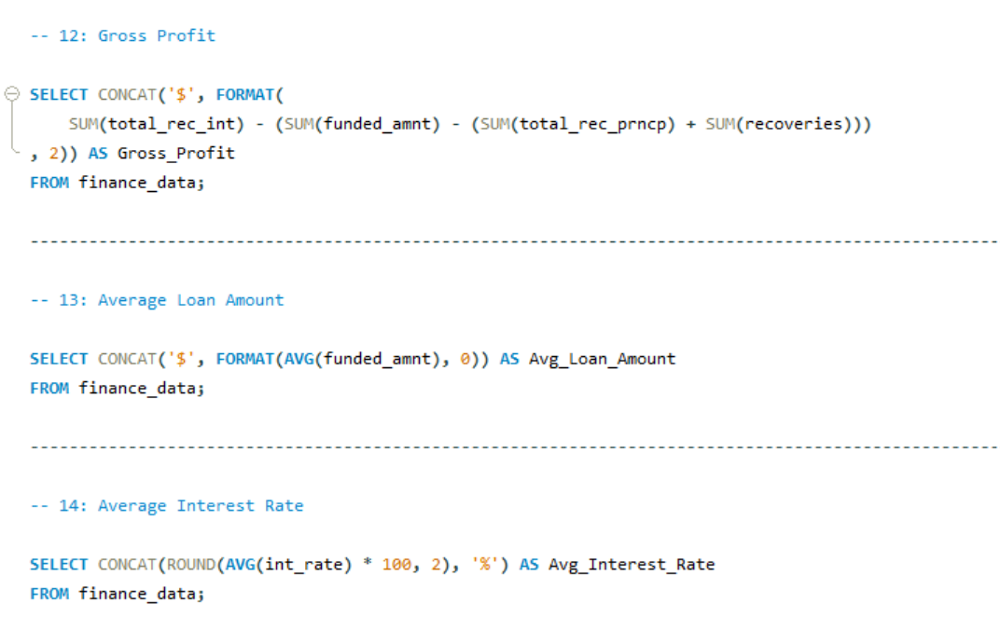 -- 12: Gross Profit
SELECT CONCAT('$', FORMAT(
SUM(total_rec_int) - (SUM(funded_amnt) - (SUM(total_rec_prncp) + SUM(recoveries)))
, 2)) AS Gross_Profit
FROM finance_data;
---------------------------------------------------------------------------------------------------
-- 13: Average Loan Amount
SELECT CONCAT('$', FORMAT(AVG(funded_amnt), 0)) AS Avg_Loan_Amount
FROM finance_data;
---------------------------------------------------------------------------------------------------
-- 14: Average Interest Rate
SELECT CONCAT(ROUND(AVG(int_rate) * 100, 2), '%') AS Avg_Interest_Rate
FROM finance_data;